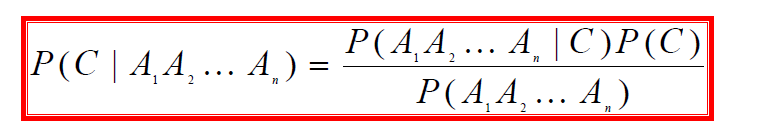 P(C | A₁A₂ … Aₙ) = P(A₁A₂ … Aₙ | C)P(C) / P(A₁A₂ … Aₙ)